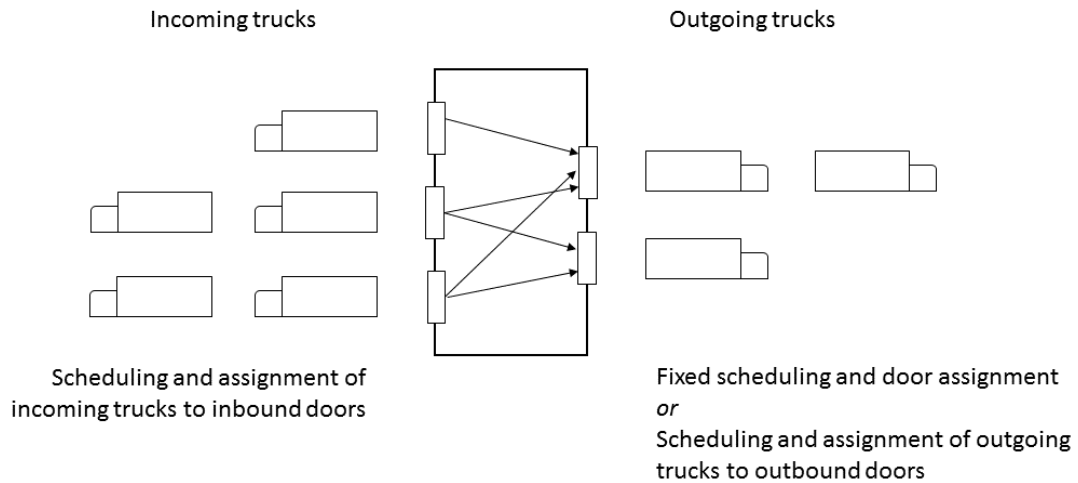 Incoming trucks
Outgoing trucks
Scheduling and assignment of
incoming trucks to inbound doors
Fixed scheduling and door assignment
or
Scheduling and assignment of outgoing
trucks to outbound doors